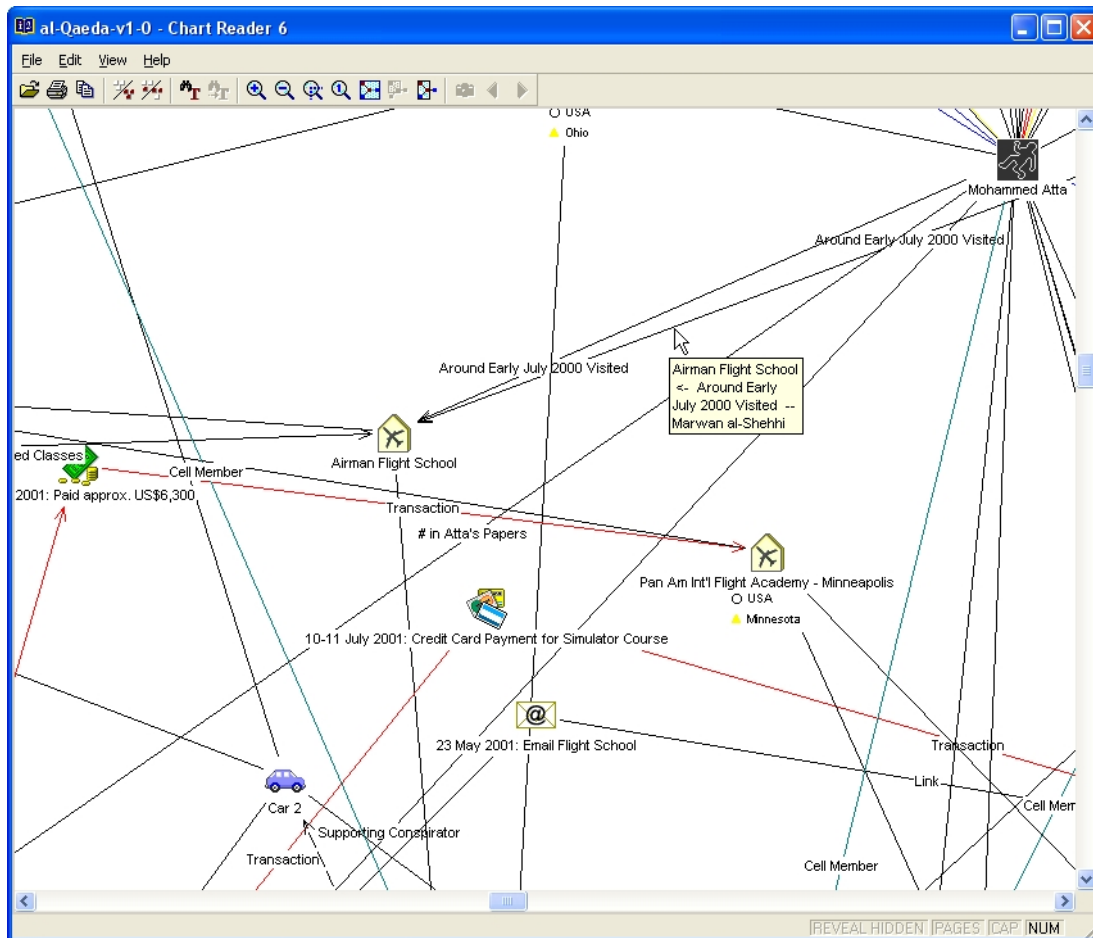 al-Qaeda-v1-0 - Chart Reader 6
File Edit View Help
USA
Ohio
Mohammed Atta
Around Early July 2000 Visited
Around Early July 2000 Visited
Airman Flight School
<- Around Early
July 2000 Visited --
Marwan al-Shehhi
Airman Flight School
ed Classes
Cell Member
2001: Paid approx. US$6,300
Transaction
# in Atta's Papers
Pan Am Int'l Flight Academy - Minneapolis
USA
Minnesota
10-11 July 2001: Credit Card Payment for Simulator Course
23 May 2001: Email Flight School
Transaction
Link
Car 2
Cell Mem
Supporting Conspirator
Transaction
Cell Member
REVEAL HIDDEN PAGES CAP NUM